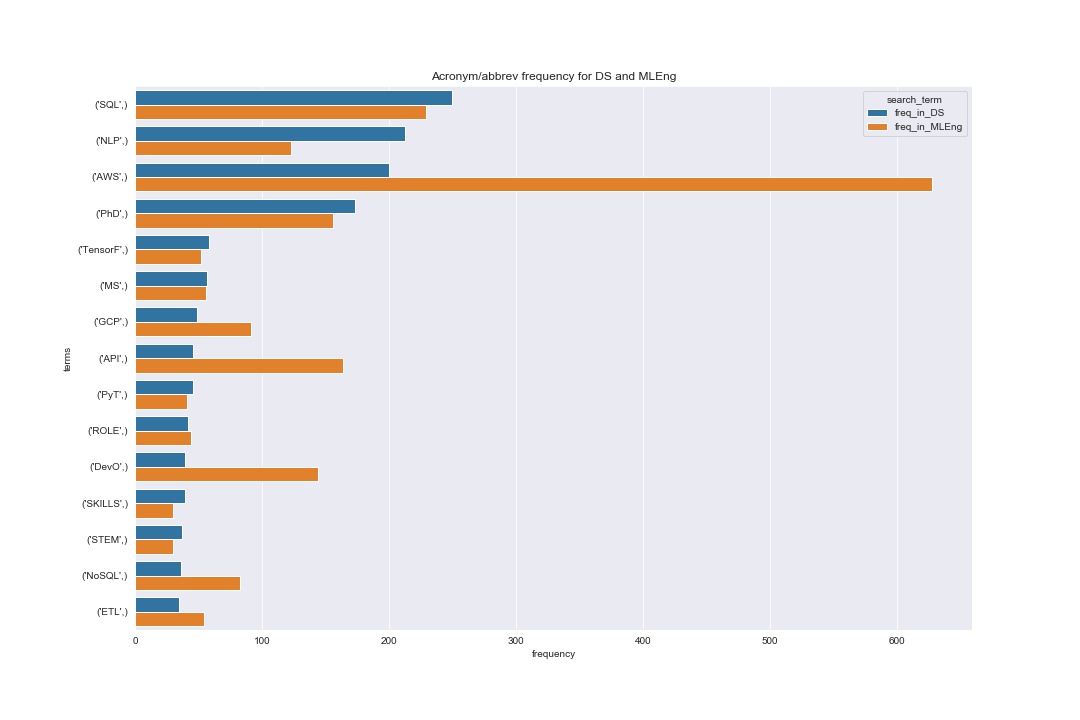 Acronym/abbrev frequency for DS and MLEng
search_term
freq_in_DS
freq_in_MLEng
('SQL',)
('NLP',)
('AWS',)
('PhD',)
('TensorF',)
('MS',)
('GCP',)
('API',)
('PyT',)
('ROLE',)
('DevO',)
('SKILLS',)
('STEM',)
('NoSQL',)
('ETL',)
terms
0 100 200 300 400 500 600
frequency